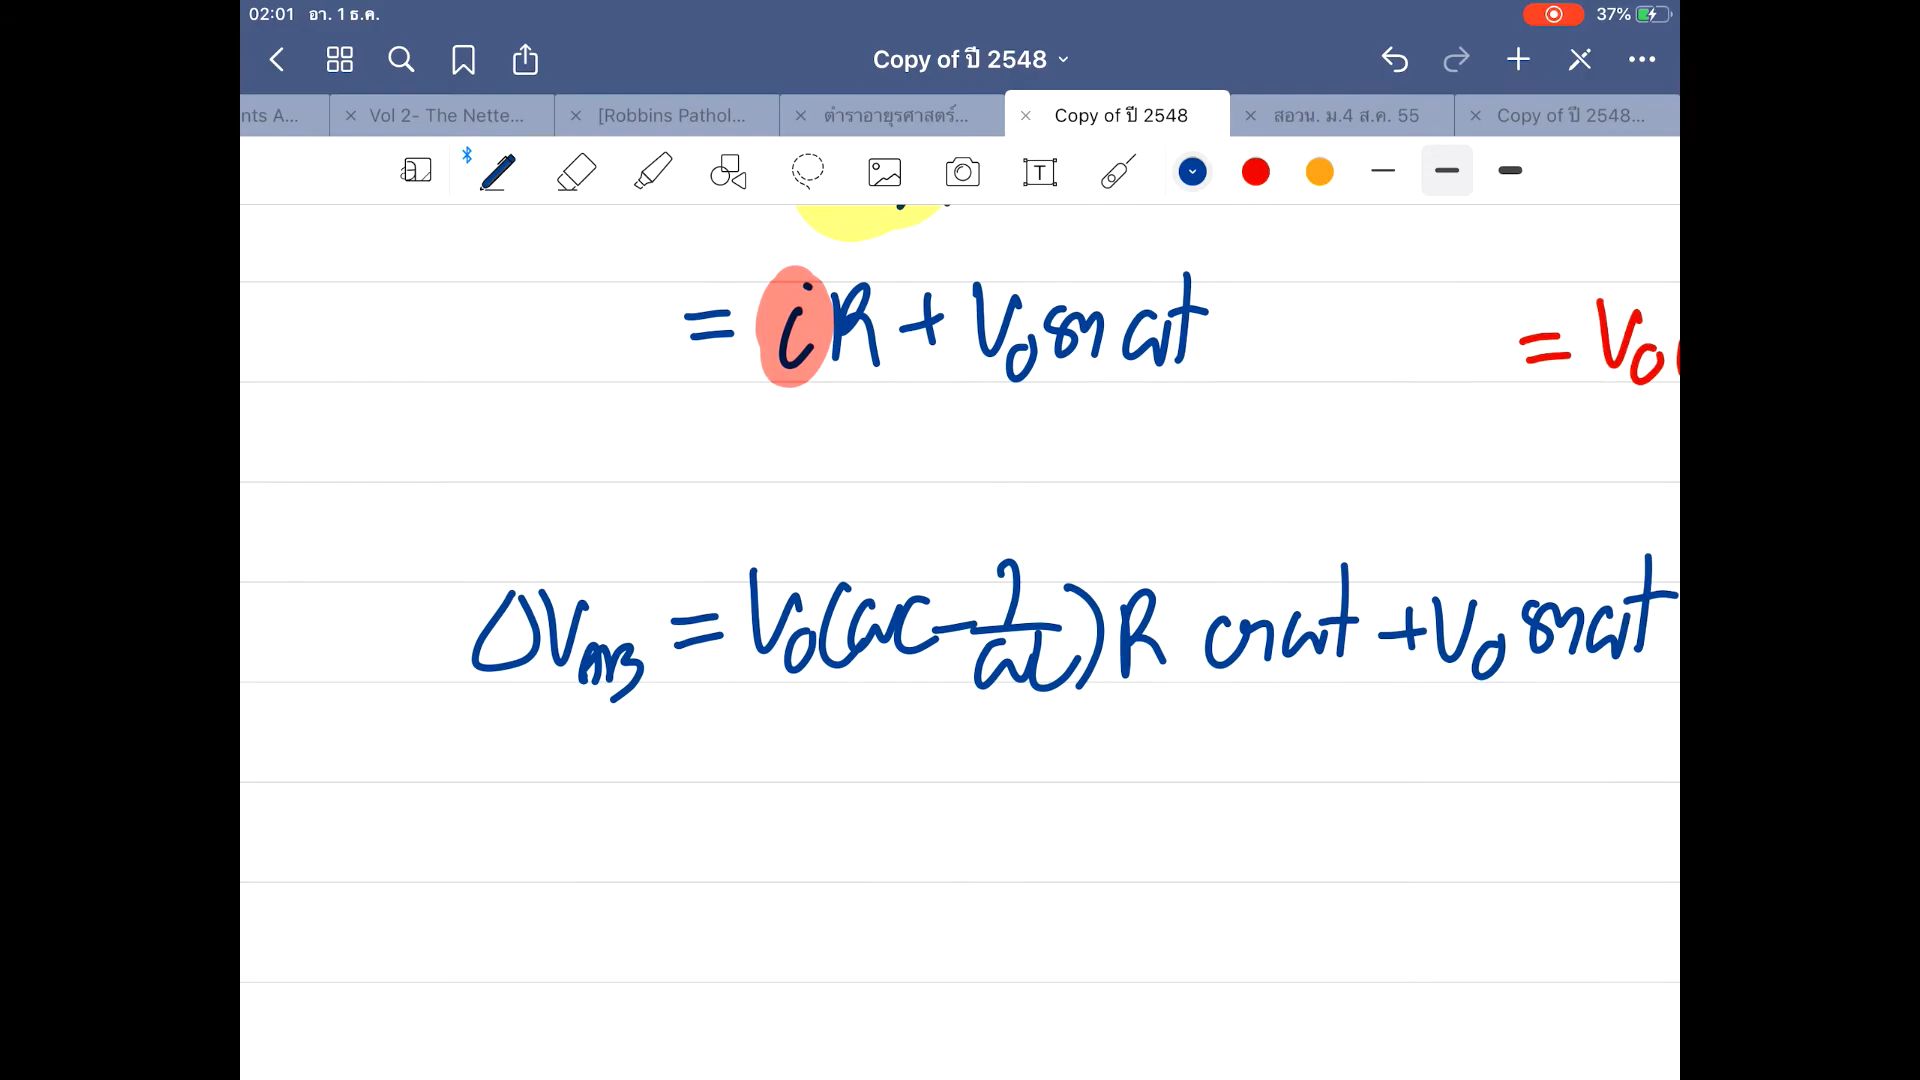 02:01 อา. 1 ธ.ค. 37%
Copy of ปี 2548
nts A... Vol 2- The Nette... [Robbins Pathol... ตำราอายุรศาสตร์... Copy of ปี 2548 สอวน. ม.4 ส.ค. 55 Copy of ปี 2548...
T
= iR + V₀ sin ωt = V₀
ΔV_AB = V₀(ωC - 1/ωL)R cos ωt + V₀ sin ωt